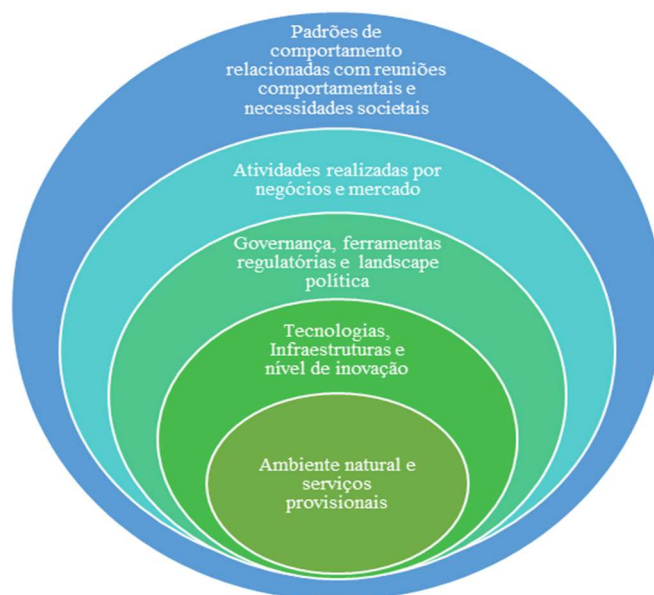 Padrões de
comportamento
relacionadas com reuniões
comportamentais e
necessidades societais
Atividades realizadas por
negócios e mercado
Governança, ferramentas
regulatórias e landscape
política
Tecnologias,
Infraestruturas e
nível de inovação
Ambiente natural e
serviços
provisionais